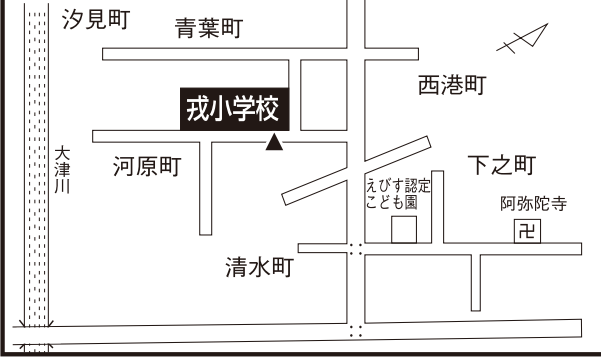 汐見町
青葉町
西港町
戎小学校
大津川
河原町
下之町
えびす認定
こども園
阿弥陀寺
卍
清水町